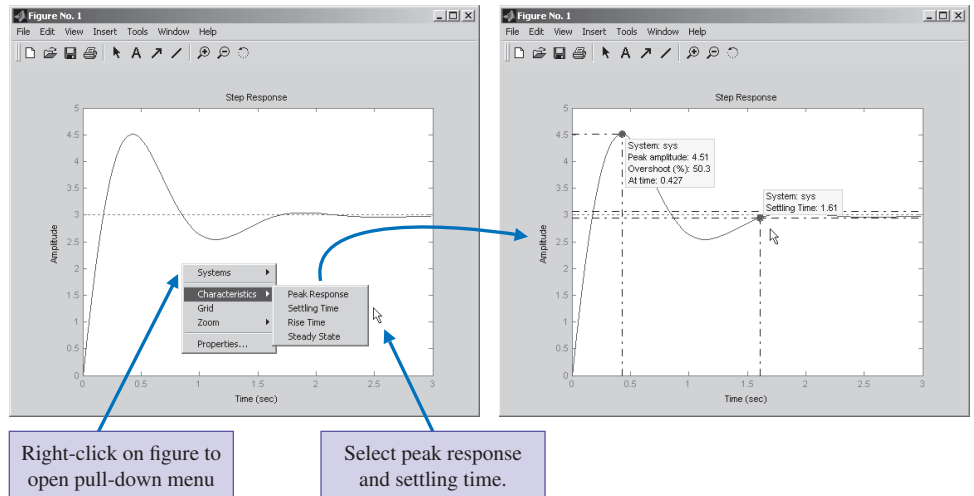 Figure No. 1
File Edit View Insert Tools Window Help
A
Step Response
5
4.5
4
3.5
3
2.5
2
1.5
1
0.5
0
Amplitude
0 0.5 1 1.5 2 2.5 3
Time (sec)
Systems
Characteristics
Grid
Zoom
Properties...
Peak Response
Settling Time
Rise Time
Steady State
Right-click on figure to
open pull-down menu
Select peak response
and settling time.
Figure No. 1
File Edit View Insert Tools Window Help
A
Step Response
5
4.5
4
3.5
3
2.5
2
1.5
1
0.5
0
Amplitude
System: sys
Peak amplitude: 4.51
Overshoot (%): 50.3
At time: 0.427
System: sys
Settling Time: 1.61
0 0.5 1 1.5 2 2.5 3
Time (sec)